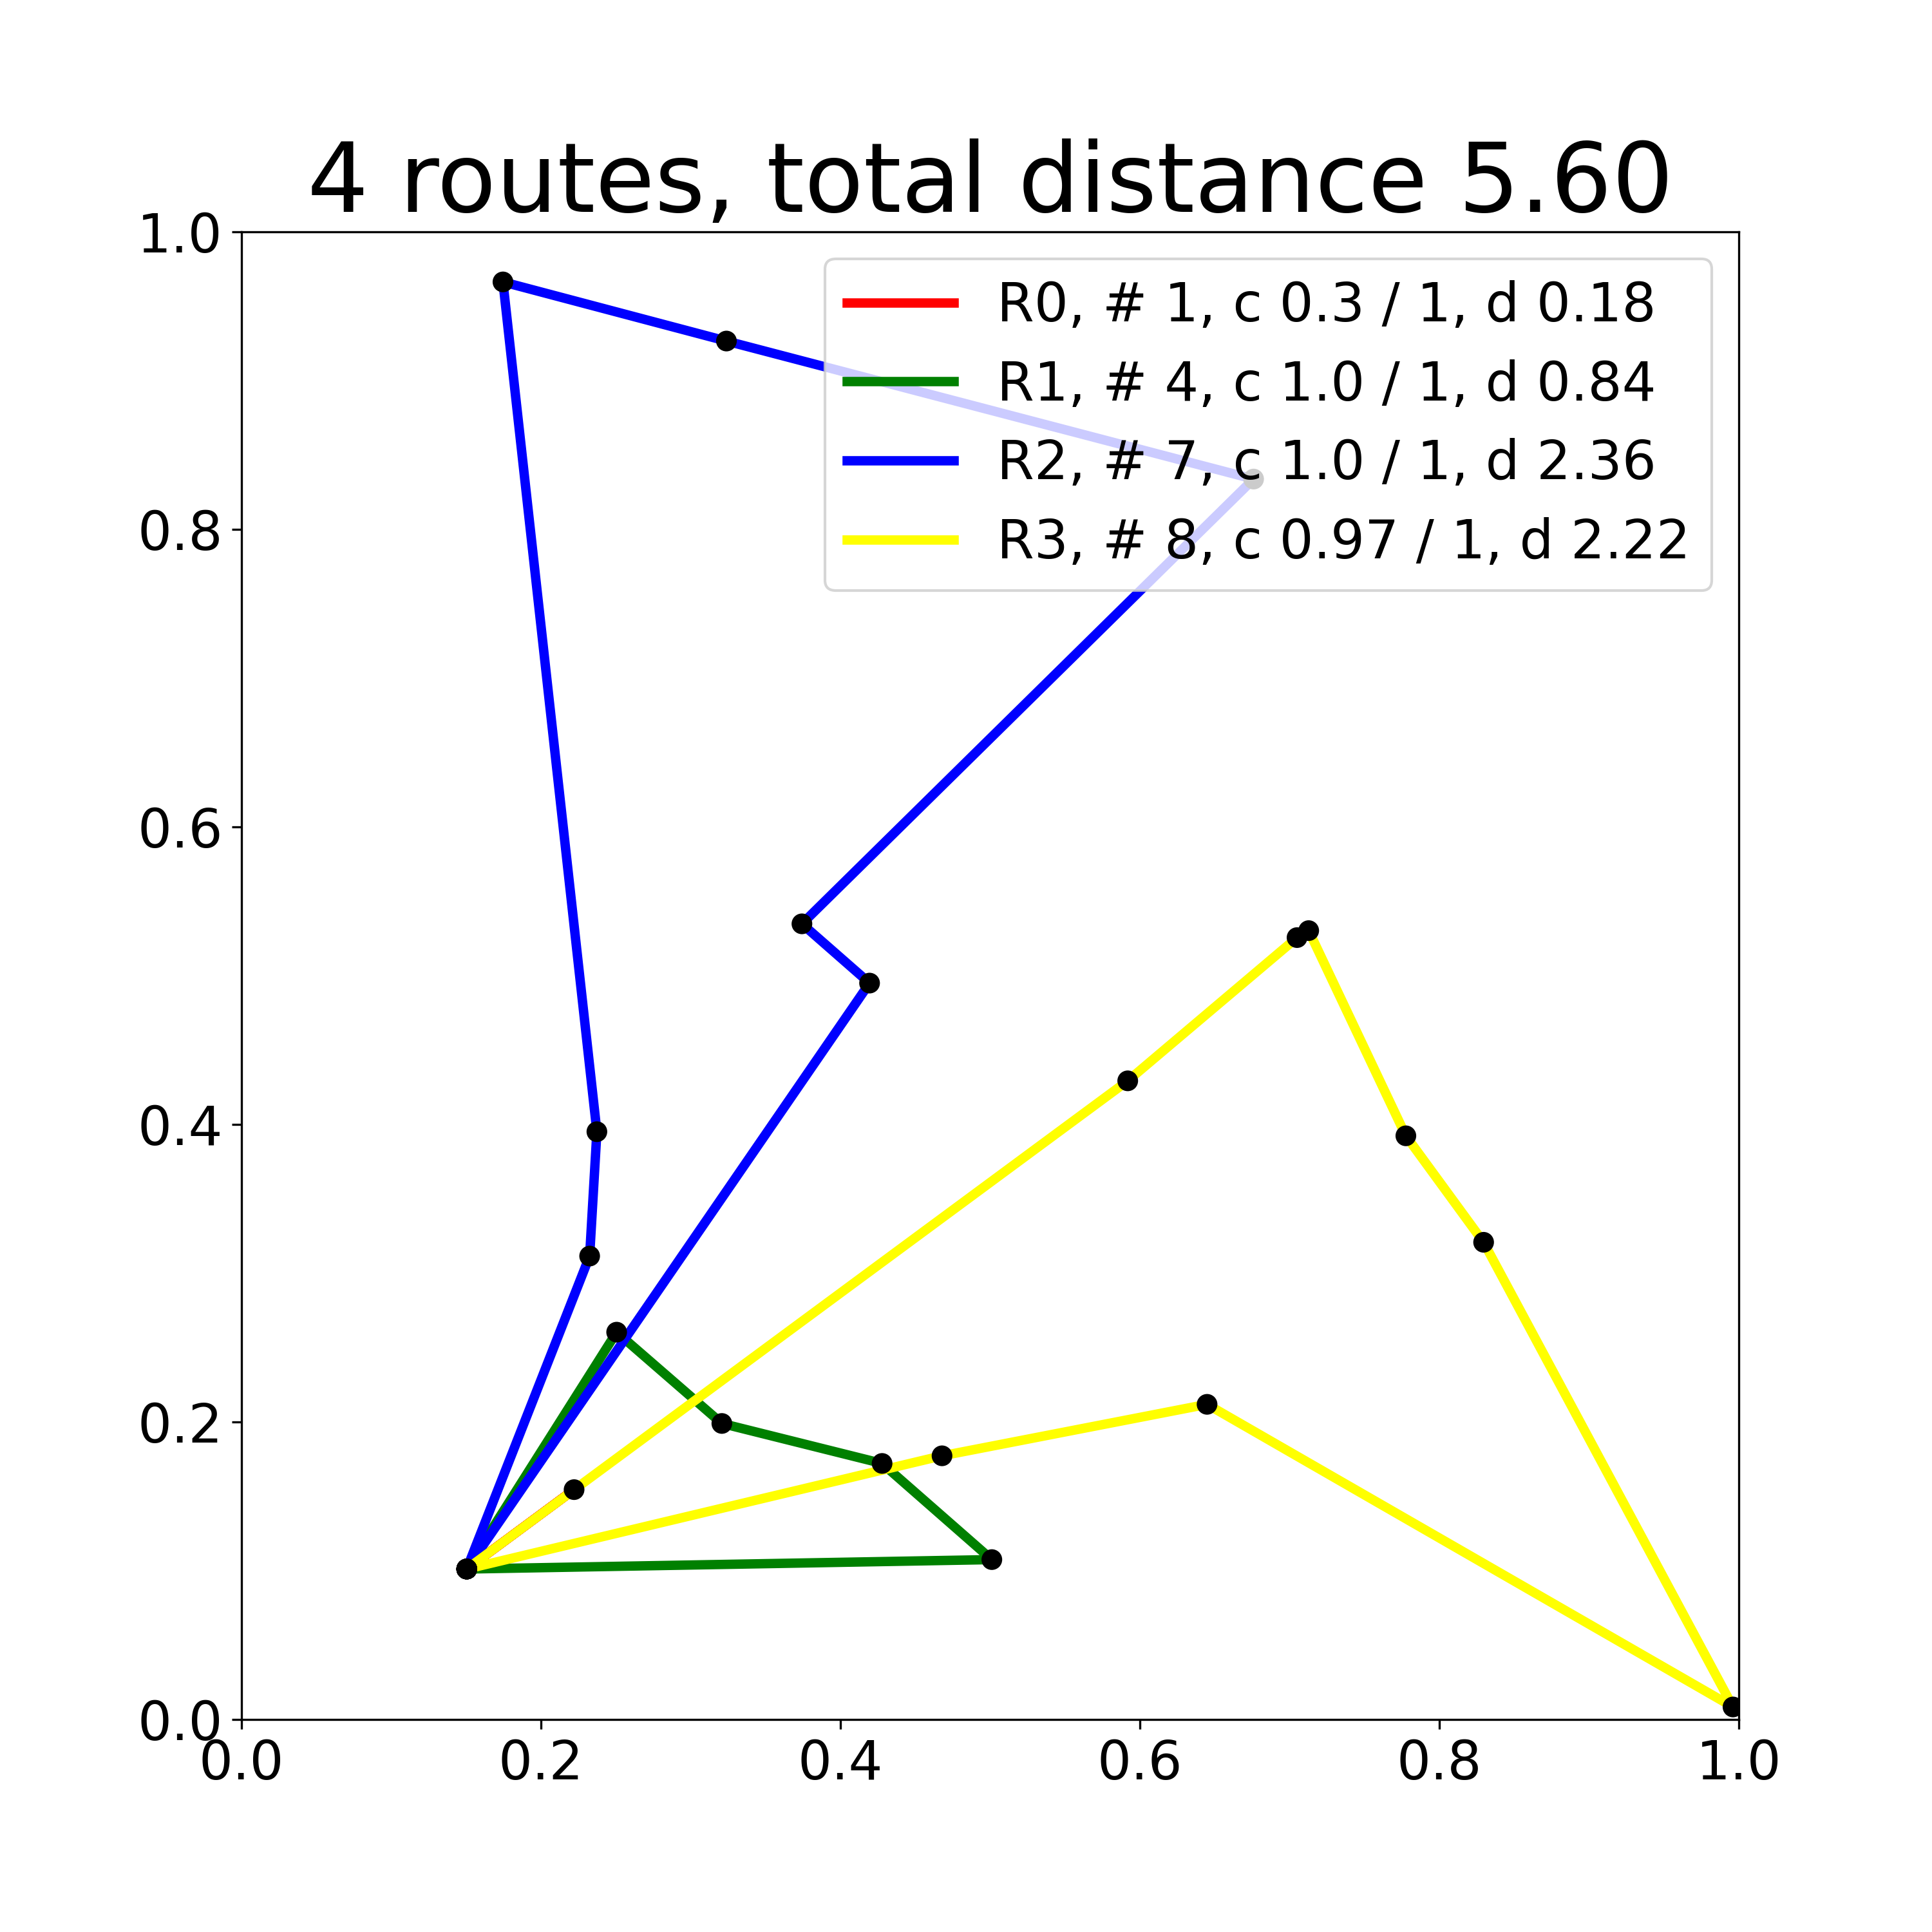 4 routes, total distance 5.60
R0, # 1, c 0.3 / 1, d 0.18
R1, # 4, c 1.0 / 1, d 0.84
R2, # 7, c 1.0 / 1, d 2.36
R3, # 8, c 0.97 / 1, d 2.22
1.0
0.8
0.6
0.4
0.2
0.0
0.0 0.2 0.4 0.6 0.8 1.0